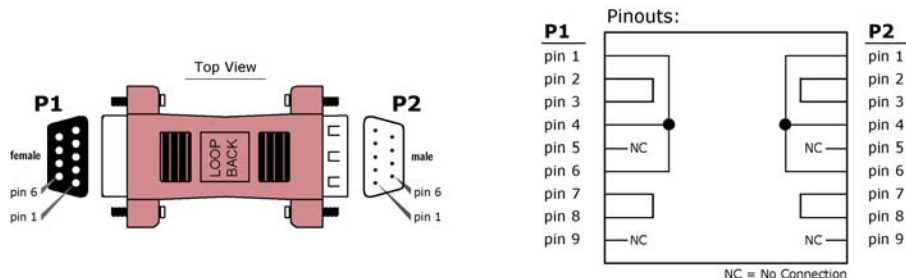 Top View
P1
female
pin 6
pin 1
LOOP
BACK
P2
male
pin 6
pin 1
Pinouts:
P1
pin 1
pin 2
pin 3
pin 4
pin 5
pin 6
pin 7
pin 8
pin 9
NC
NC
P2
pin 1
pin 2
pin 3
pin 4
pin 5
pin 6
pin 7
pin 8
pin 9
NC
NC
NC = No Connection